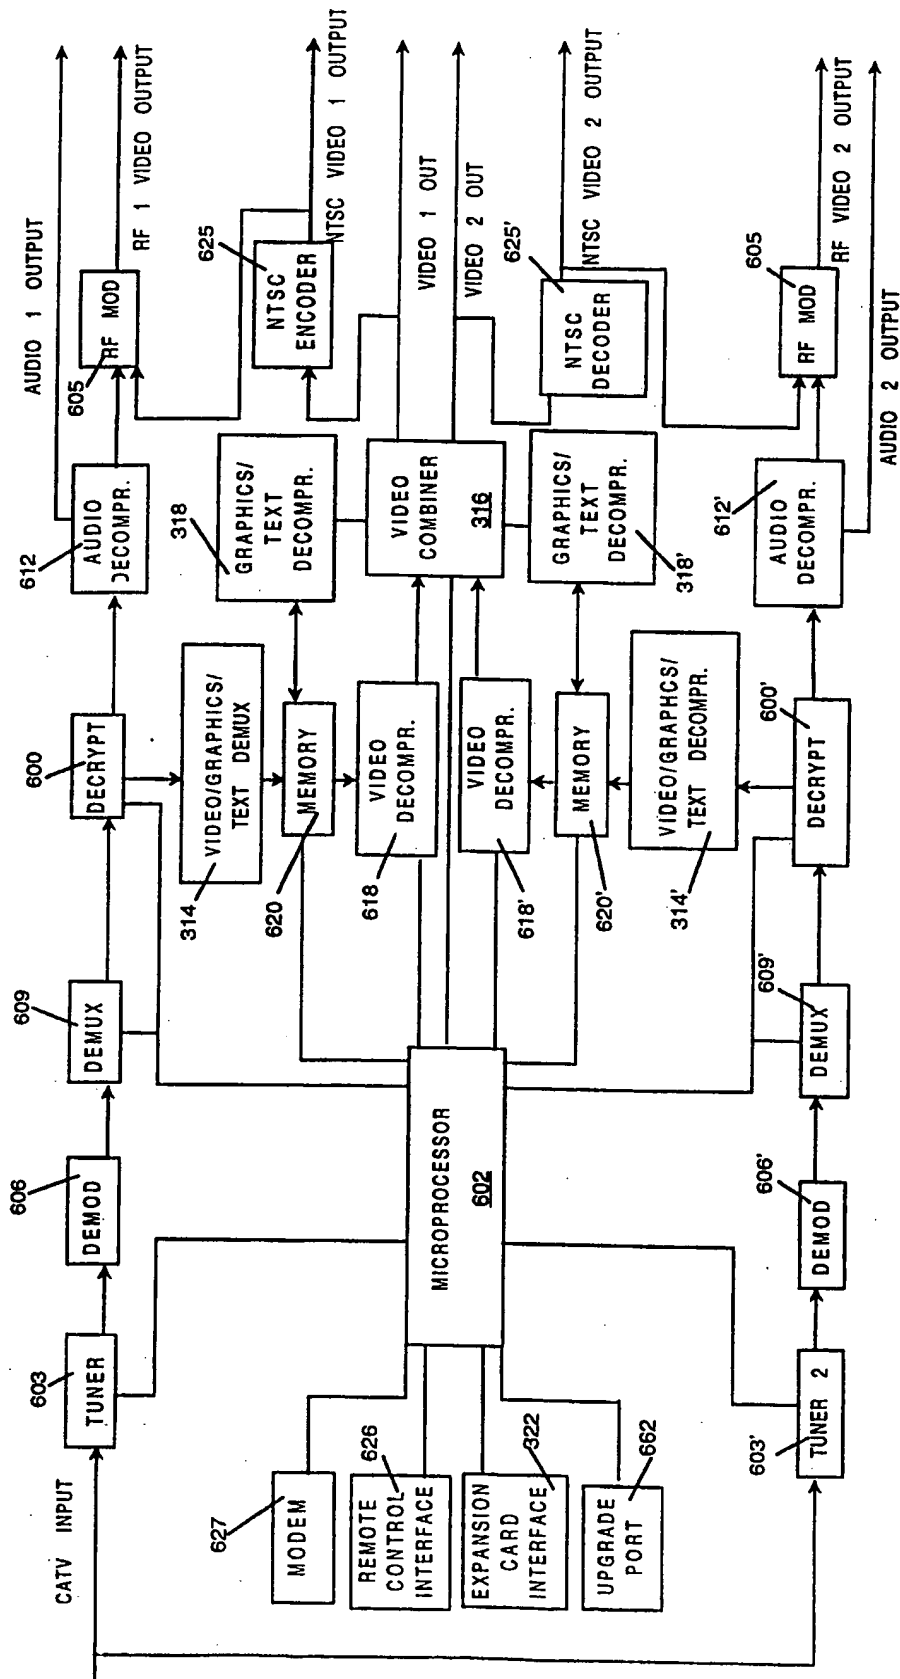 CATV INPUT
603
TUNER
606
DEMOD
609
DEMUX
600
DECRYPT
612
AUDIO
DECOMPR.
605
RF MOD
AUDIO 1 OUTPUT
RF 1 VIDEO OUTPUT
314
VIDEO/GRAPHICS/
TEXT DEMUX
318
GRAPHICS/
TEXT
DECOMPR.
625
NTSC
ENCODER
NTSC VIDEO 1 OUTPUT
620
MEMORY
618
VIDEO
DECOMPR.
VIDEO
COMBINER
316
VIDEO 1 OUT
VIDEO 2 OUT
627
MODEM
626
REMOTE
CONTROL
INTERFACE
322
EXPANSION
CARD
INTERFACE
662
UPGRADE
PORT
MICROPROCESSOR
602
618'
VIDEO
DECOMPR.
620'
MEMORY
318'
GRAPHICS/
TEXT
DECOMPR.
625'
NTSC
DECODER
NTSC VIDEO 2 OUTPUT
314'
VIDEO/GRAPHCS/
TEXT DECOMPR.
603'
TUNER 2
606'
DEMOD
609'
DEMUX
600'
DECRYPT
612'
AUDIO
DECOMPR.
605
RF MOD
RF VIDEO 2 OUTPUT
AUDIO 2 OUTPUT